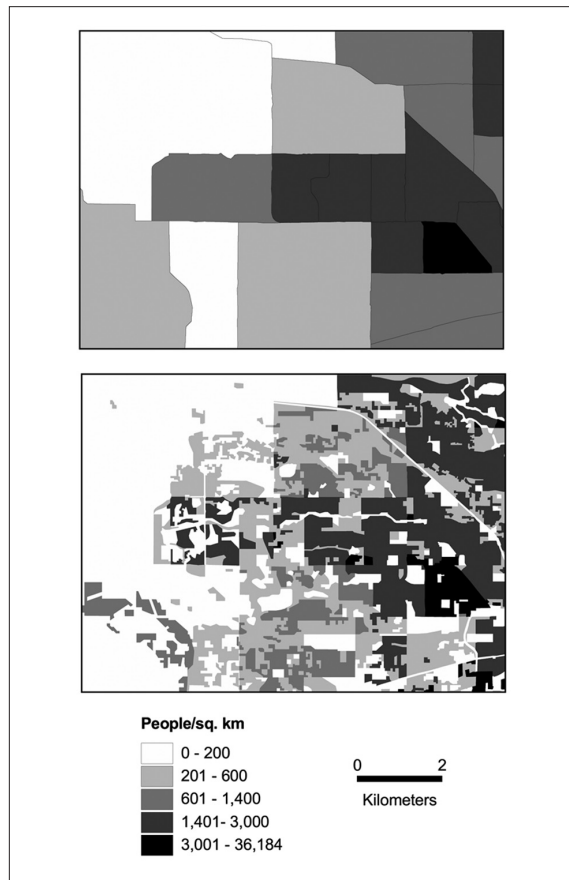 People/sq. km
0 - 200
201 - 600
601 - 1,400
1,401- 3,000
3,001 - 36,184
0 2
Kilometers